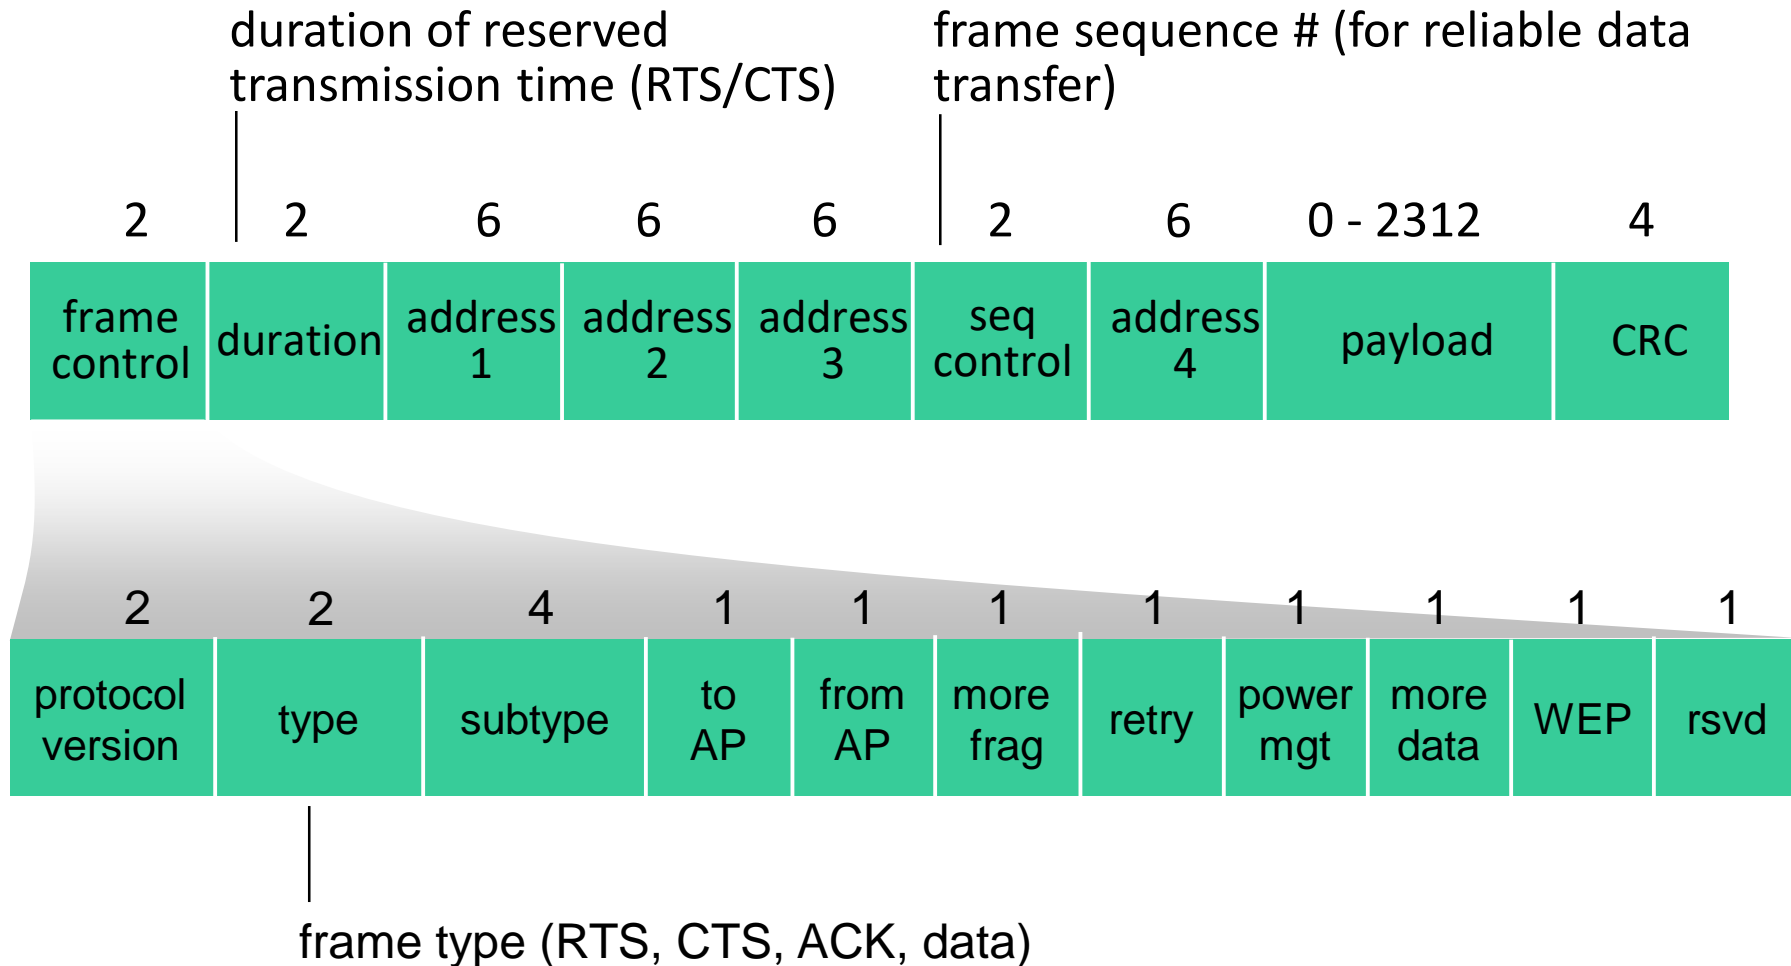 duration of reserved
transmission time (RTS/CTS)
frame sequence # (for reliable data
transfer)
2 2 6 6 6 2 6 0 - 2312 4
frame
control
duration
address
1
address
2
address
3
seq
control
address
4
payload
CRC
2 2 4 1 1 1 1 1 1 1 1
protocol
version
type
subtype
to
AP
from
AP
more
frag
retry
power
mgt
more
data
WEP
rsvd
frame type (RTS, CTS, ACK, data)